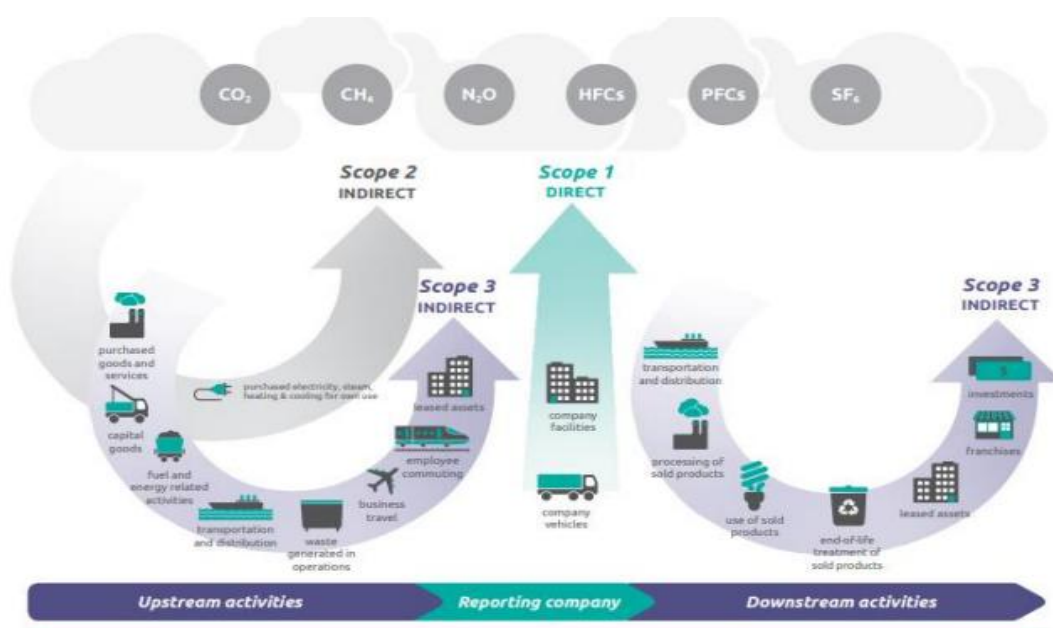 CO₂
CH₄
N₂O
HFCs
PFCs
SF₆
Scope 2
INDIRECT
Scope 1
DIRECT
Scope 3
INDIRECT
Scope 3
INDIRECT
purchased
goods and
services
capital
goods
fuel and
energy related
activities
purchased electricity, steam,
heating & cooling for own use
transportation
and distribution
waste
generated in
operations
business
travel
employee
commuting
leased assets
company
facilities
company
vehicles
transportation
and distribution
processing of
sold products
use of sold
products
end-of-life
treatment of
sold products
leased assets
franchises
investments
$
Upstream activities
Reporting company
Downstream activities